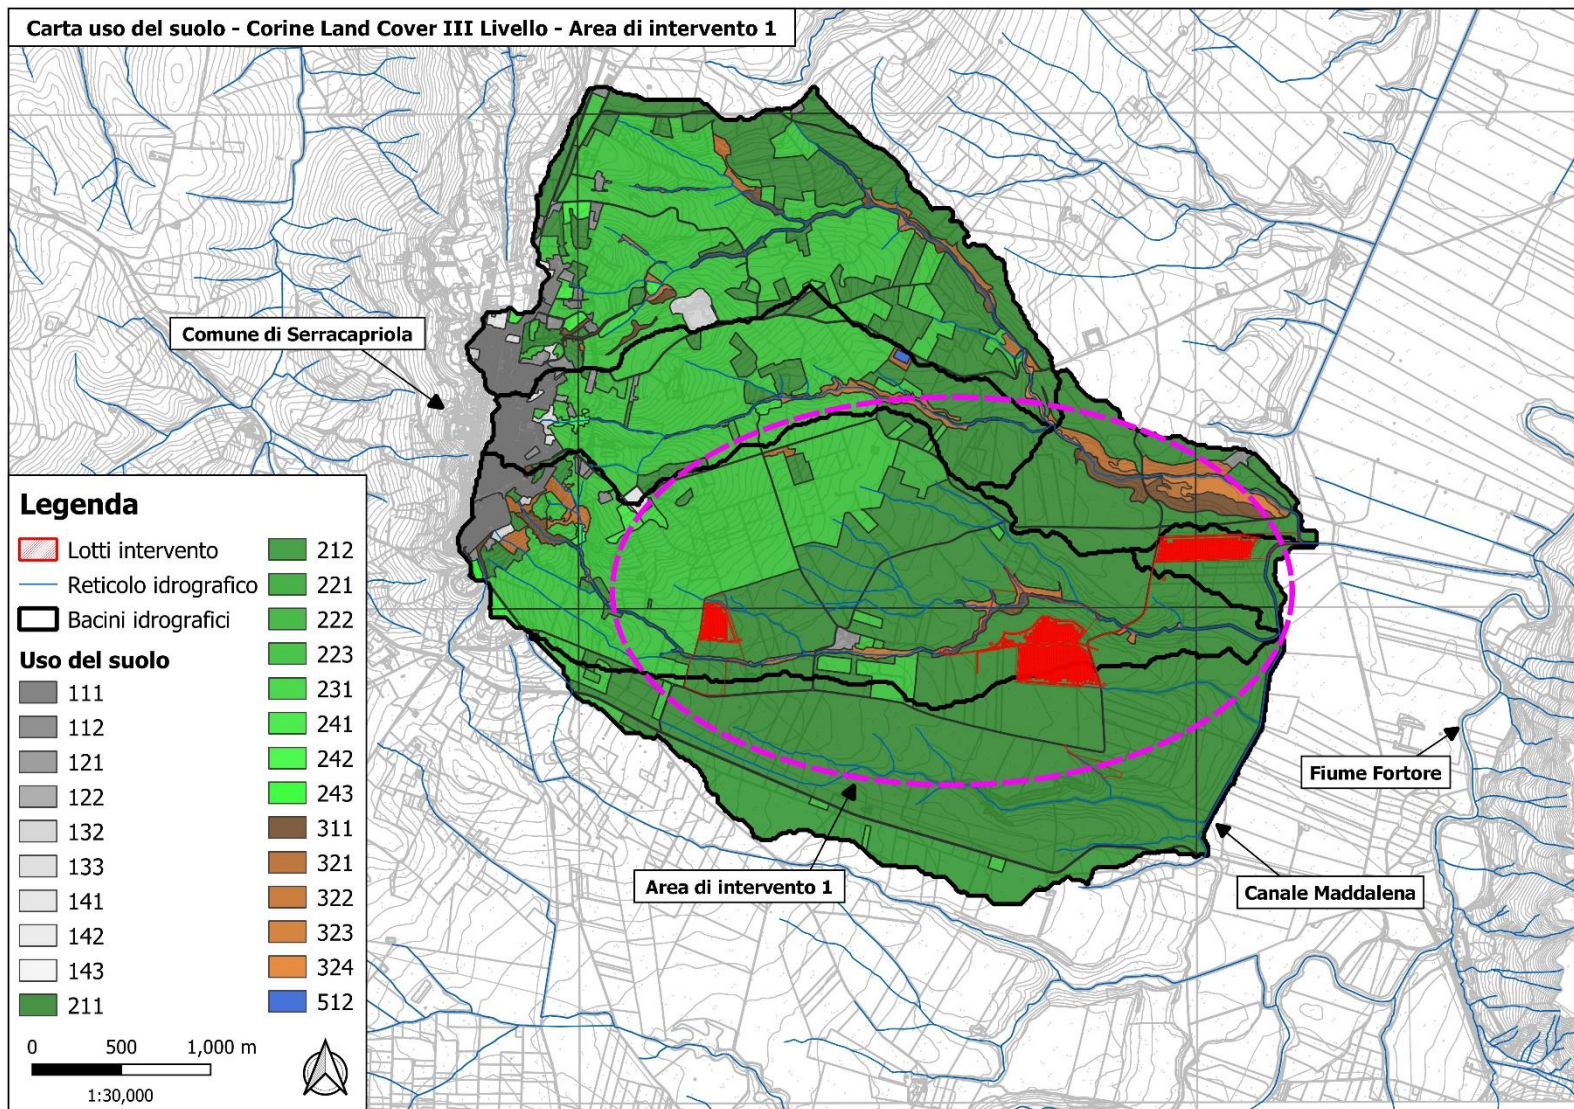 Carta uso del suolo - Corine Land Cover III Livello - Area di intervento 1
Comune di Serracapriola
Legenda
Lotti intervento
Reticolo idrografico
Bacini idrografici
Uso del suolo
111
112
121
122
132
133
141
142
143
211
212
221
222
223
231
241
242
243
311
321
322
323
324
512
0 500 1,000 m
1:30,000
Area di intervento 1
Fiume Fortore
Canale Maddalena